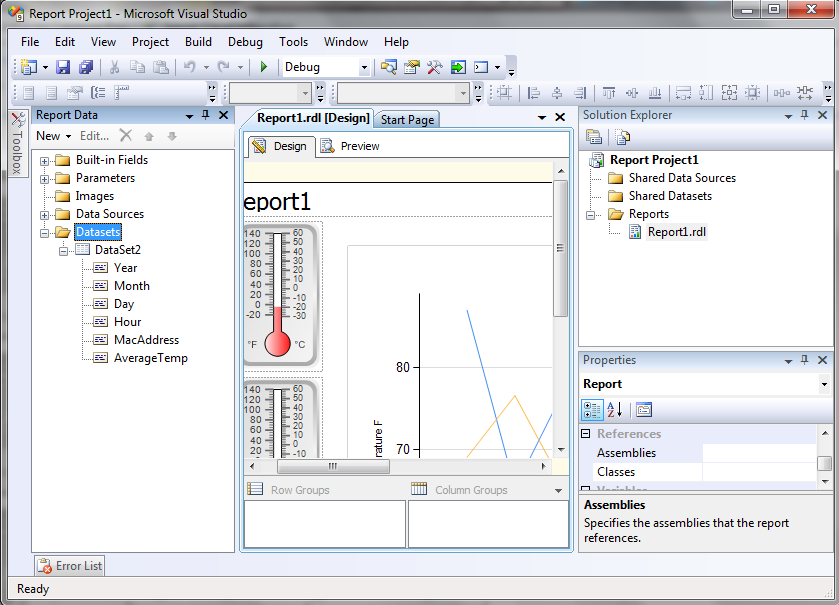 Report Project1 - Microsoft Visual Studio
File Edit View Project Build Debug Tools Window Help
Debug
Report Data
New Edit...
Toolbox
Built-in Fields
Parameters
Images
Data Sources
Datasets
DataSet2
Year
Month
Day
Hour
MacAddress
AverageTemp
Report1.rdl [Design] Start Page
Design Preview
eport1
140 60
120 50
100 40
80 30
60 20
40 10
20 0
0 -10
-20 -20
-30
°F °C
140 60
120 50
100 40
80 30
60 20
40 10
20 0
-10
80
70
rature F
Row Groups Column Groups
Solution Explorer
Report Project1
Shared Data Sources
Shared Datasets
Reports
Report1.rdl
Properties
Report
References
Assemblies
Classes
Variables
Assemblies
Specifies the assemblies that the report
references.
Error List
Ready